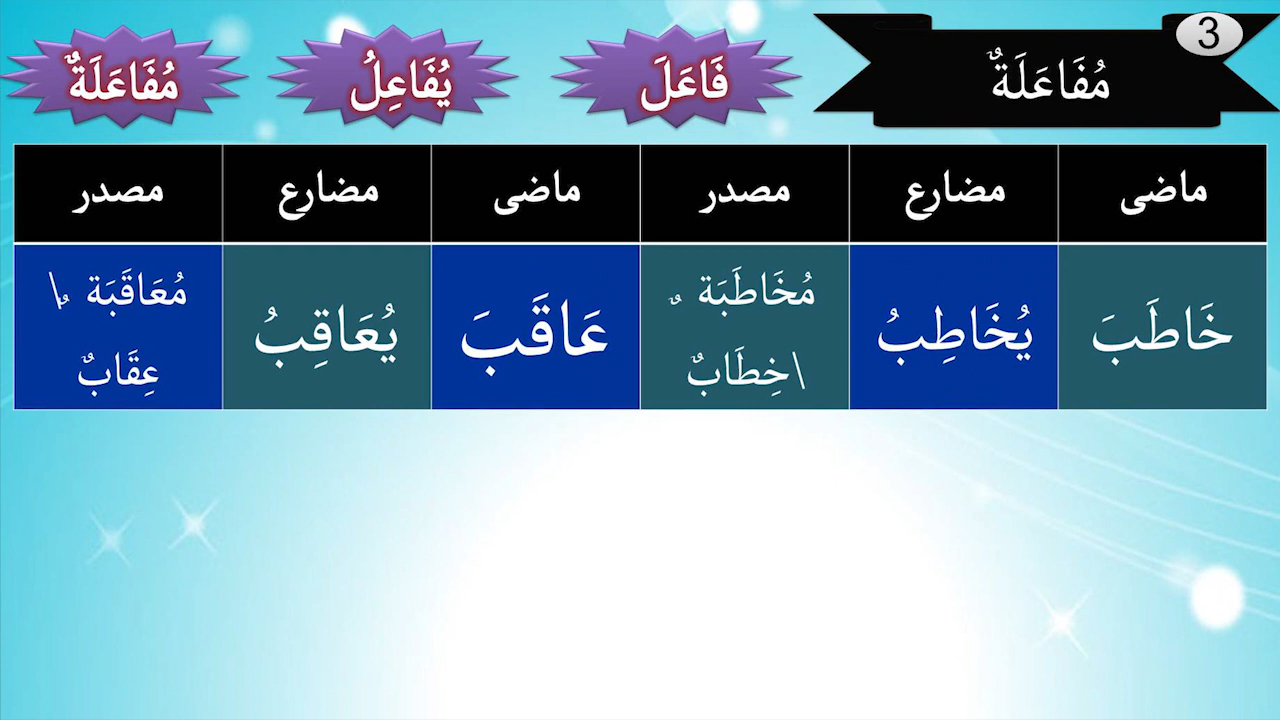 3
مُفَاعَلَةٌ
فَاعَلَ
يُفَاعِلُ
مُفَاعَلَةٌ
ماضی مضارع مصدر ماضی مضارع مصدر
خَاطَبَ
يُخَاطِبُ
مُخَاطَبَة ٌ
\خِطَابٌ
عَاقَبَ
يُعَاقِبُ
مُعَاقَبَة ٌ\
عِقَابٌ